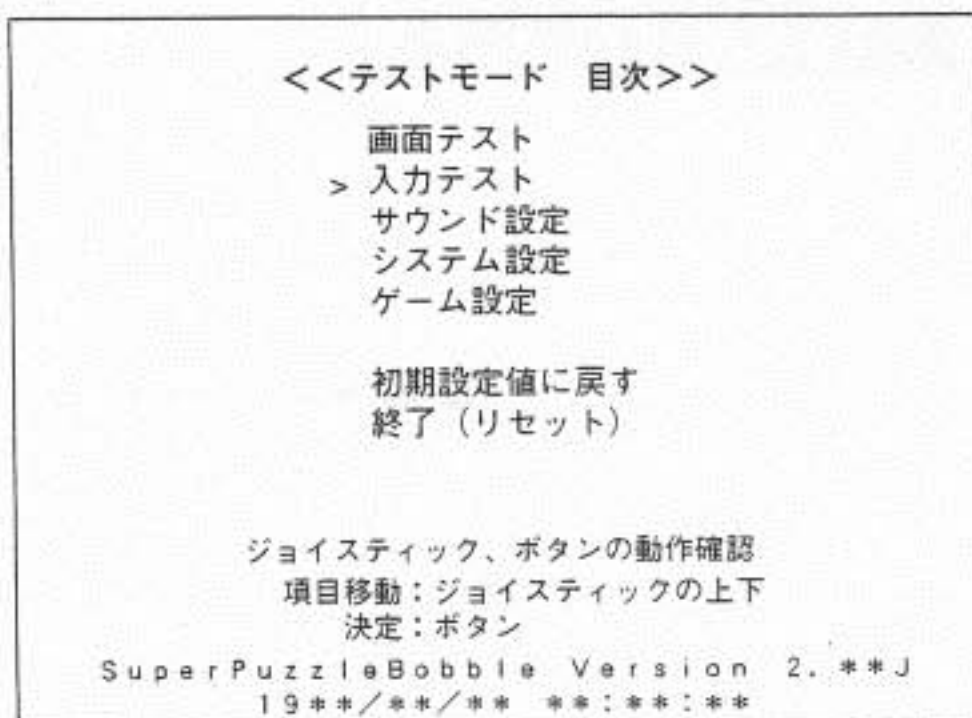 <<テストモード　目次>>
画面テスト
> 入力テスト
サウンド設定
システム設定
ゲーム設定
初期設定値に戻す
終了（リセット）
ジョイスティック、ボタンの動作確認
項目移動：ジョイスティックの上下
決定：ボタン
SuperPuzzleBobble Version 2.**J
19**/**/** **:**:**